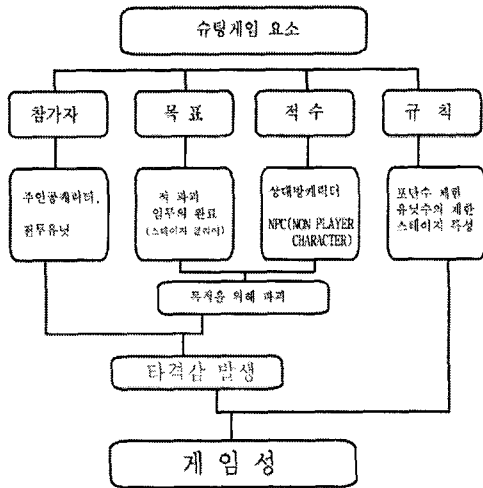 슈팅게임 요소
참가자
목표
적수
규칙
주인공캐릭터,
전투유닛
적 파괴
임무의 완료
(스테이지 클리어)
상대방캐릭터
NPC(NON PLAYER
CHARACTER)
포탄수 제한
유닛수의 제한
스테이지 특성
목적을 위해 파괴
타격감 발생
게임성